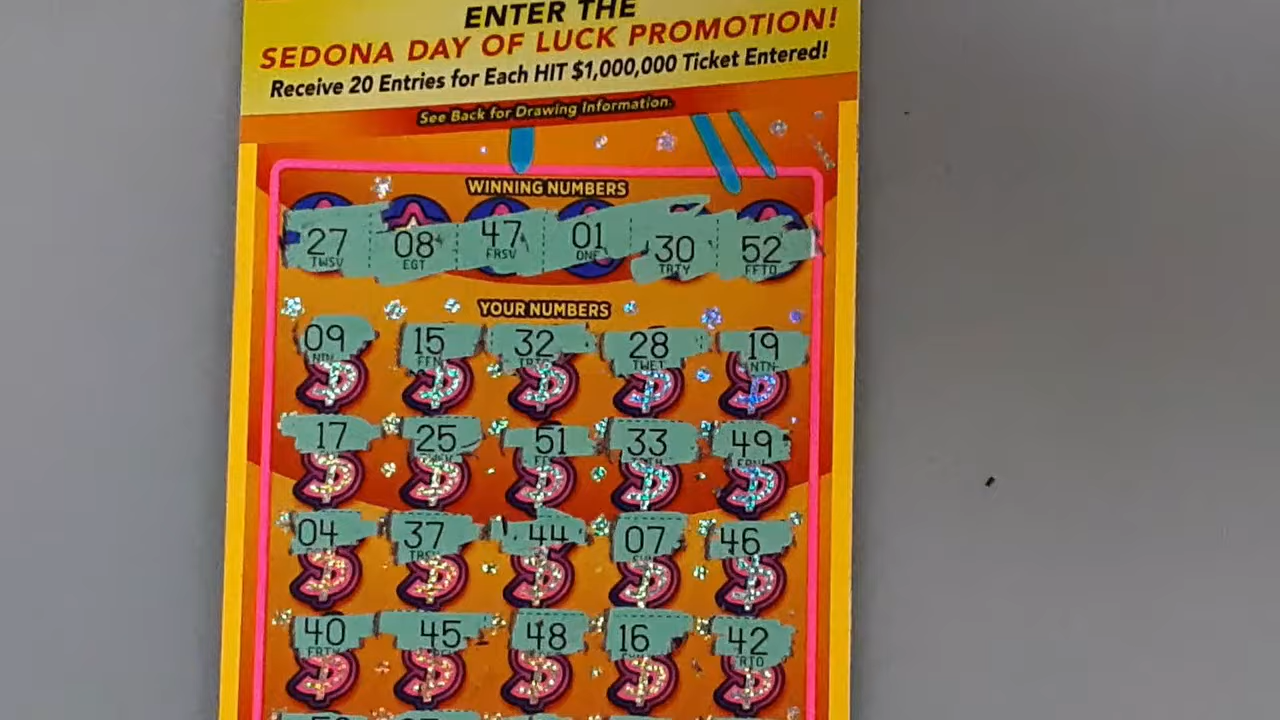 ENTER THE
SEDONA DAY OF LUCK PROMOTION!
Receive 20 Entries for Each HIT $1,000,000 Ticket Entered!
See Back for Drawing Information.
WINNING NUMBERS
27 08 47 01 30 52
TWSV EGT FRSV ONE TRTY FFTO
YOUR NUMBERS
09 15 32 28 19
TWET NTN
17 25 51 33 49
04 37 44 07 46
40 45 48 16 42